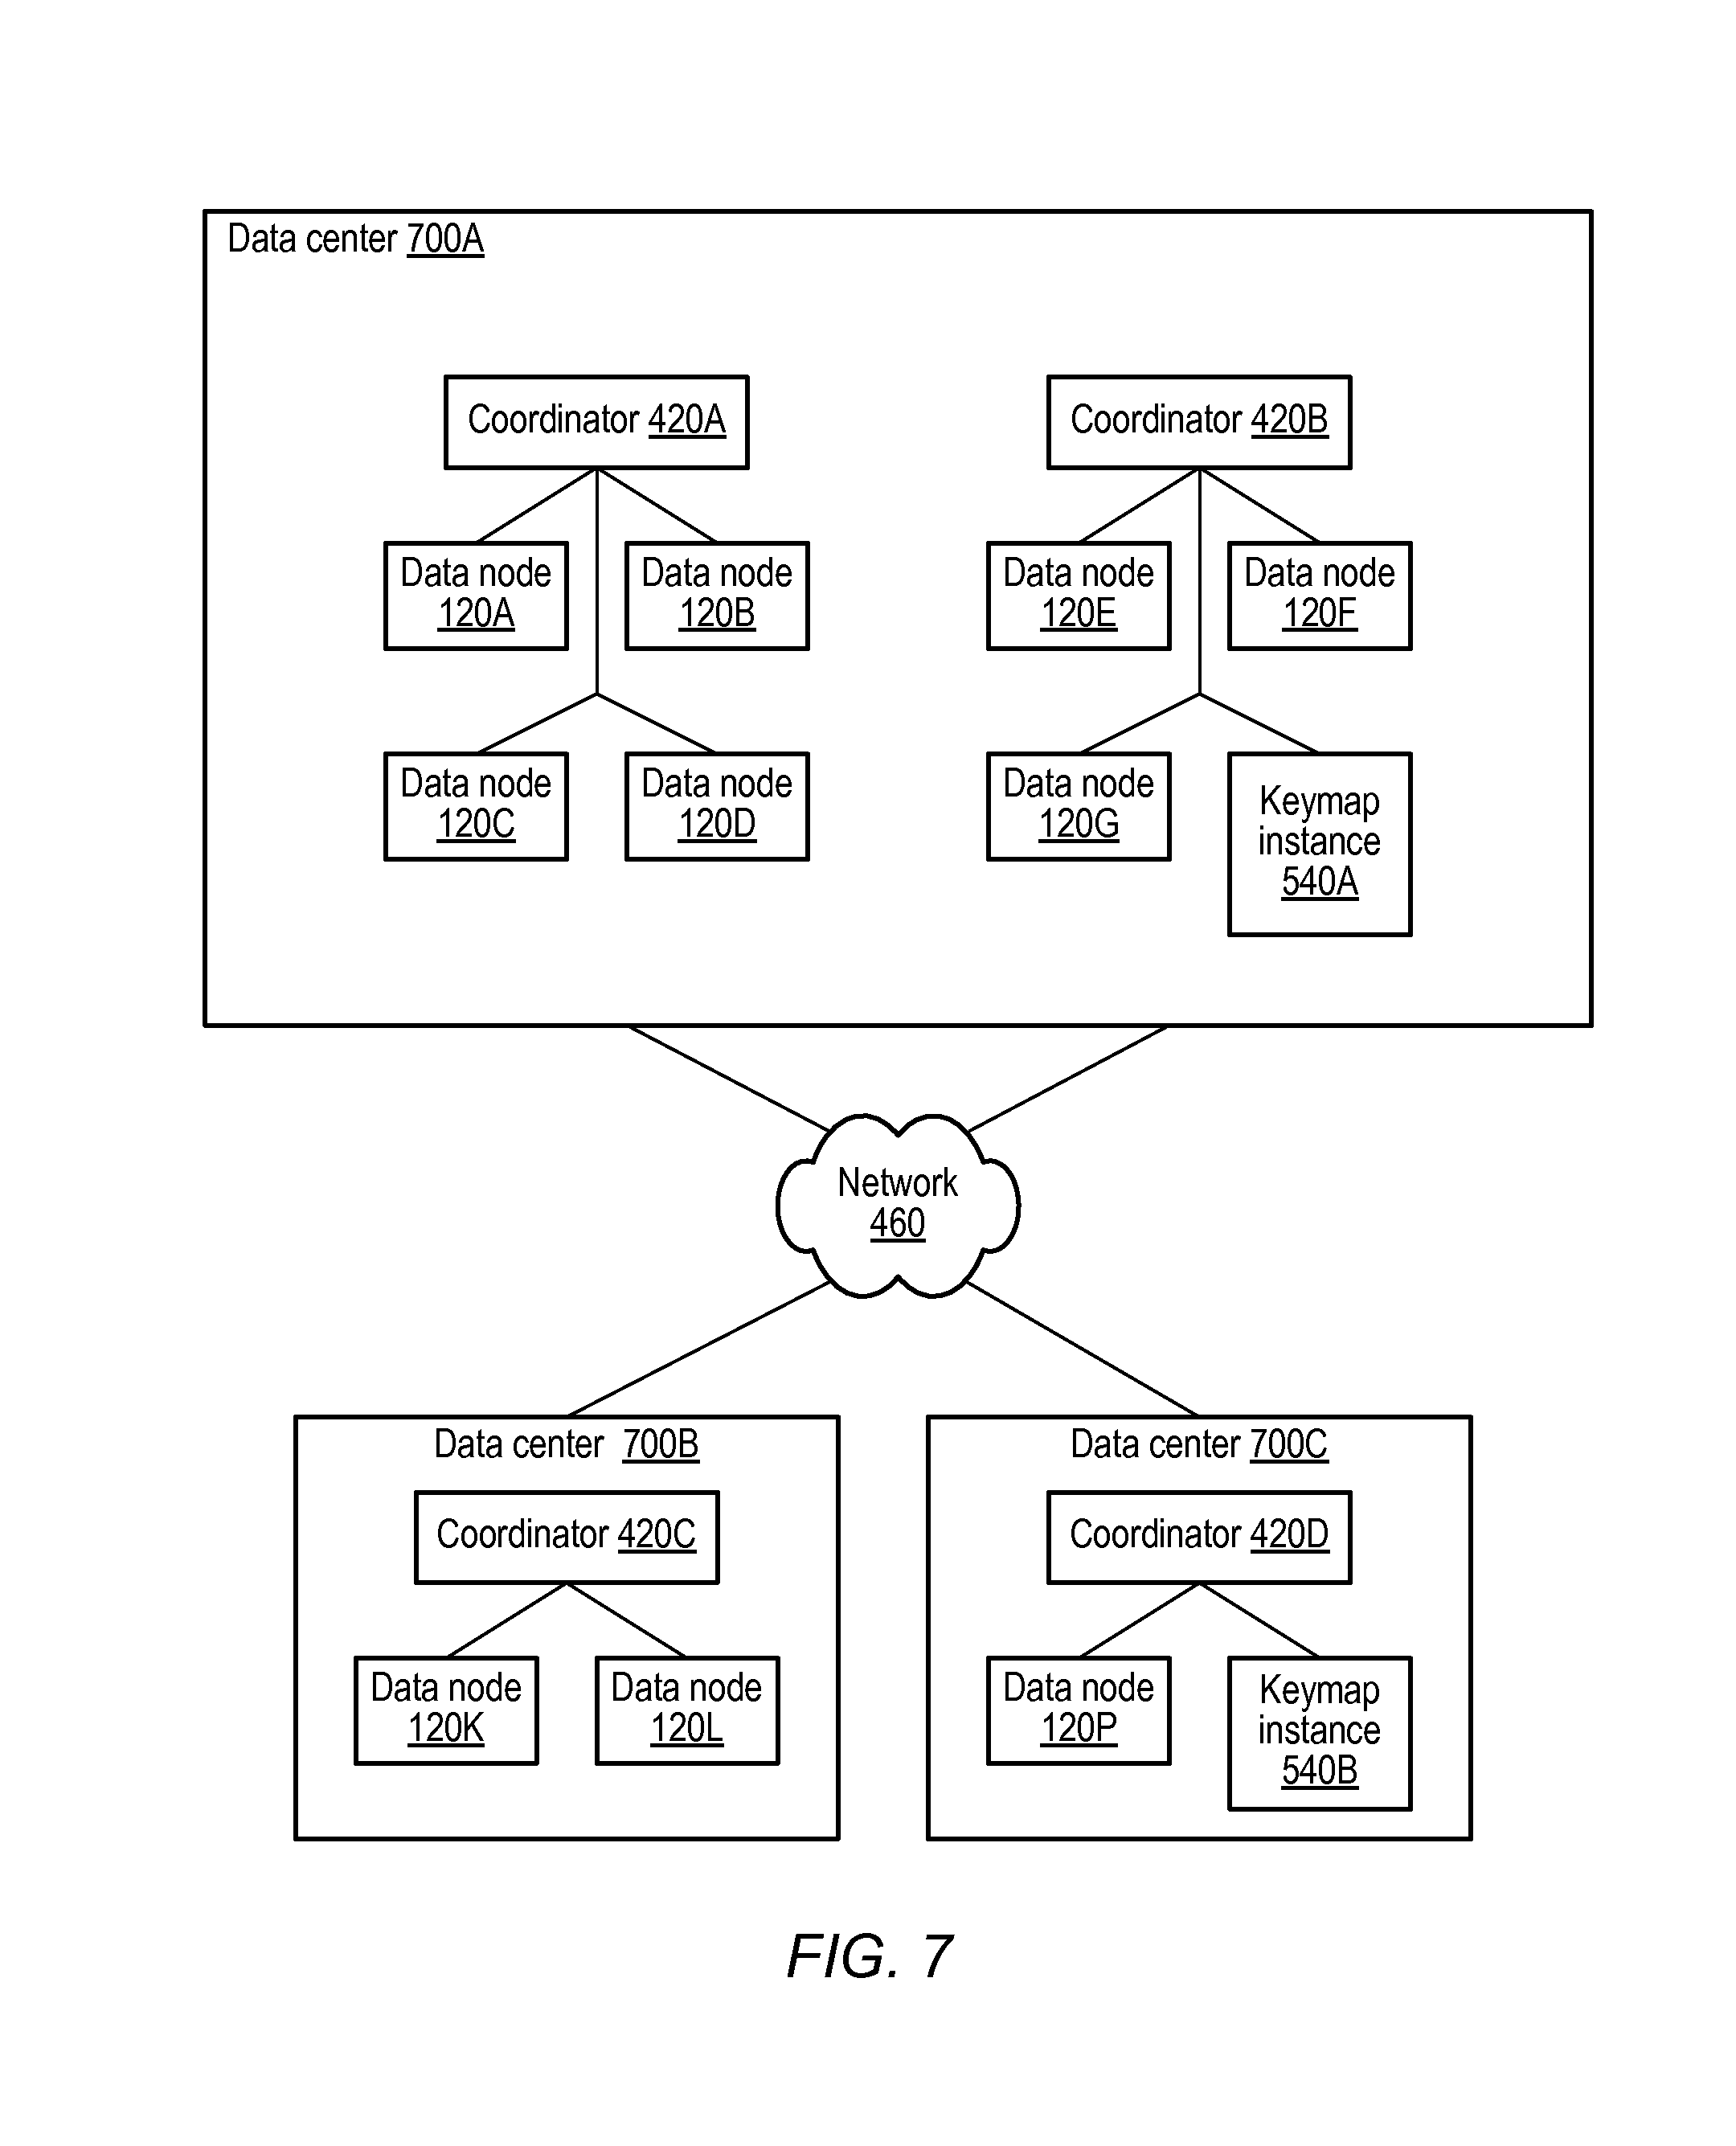 Data center 700A
Coordinator 420A
Coordinator 420B
Data node
120A
Data node
120B
Data node
120E
Data node
120F
Data node
120C
Data node
120D
Data node
120G
Keymap
instance
540A
Network
460
Data center 700B
Data center 700C
Coordinator 420C
Coordinator 420D
Data node
120K
Data node
120L
Data node
120P
Keymap
instance
540B
FIG. 7